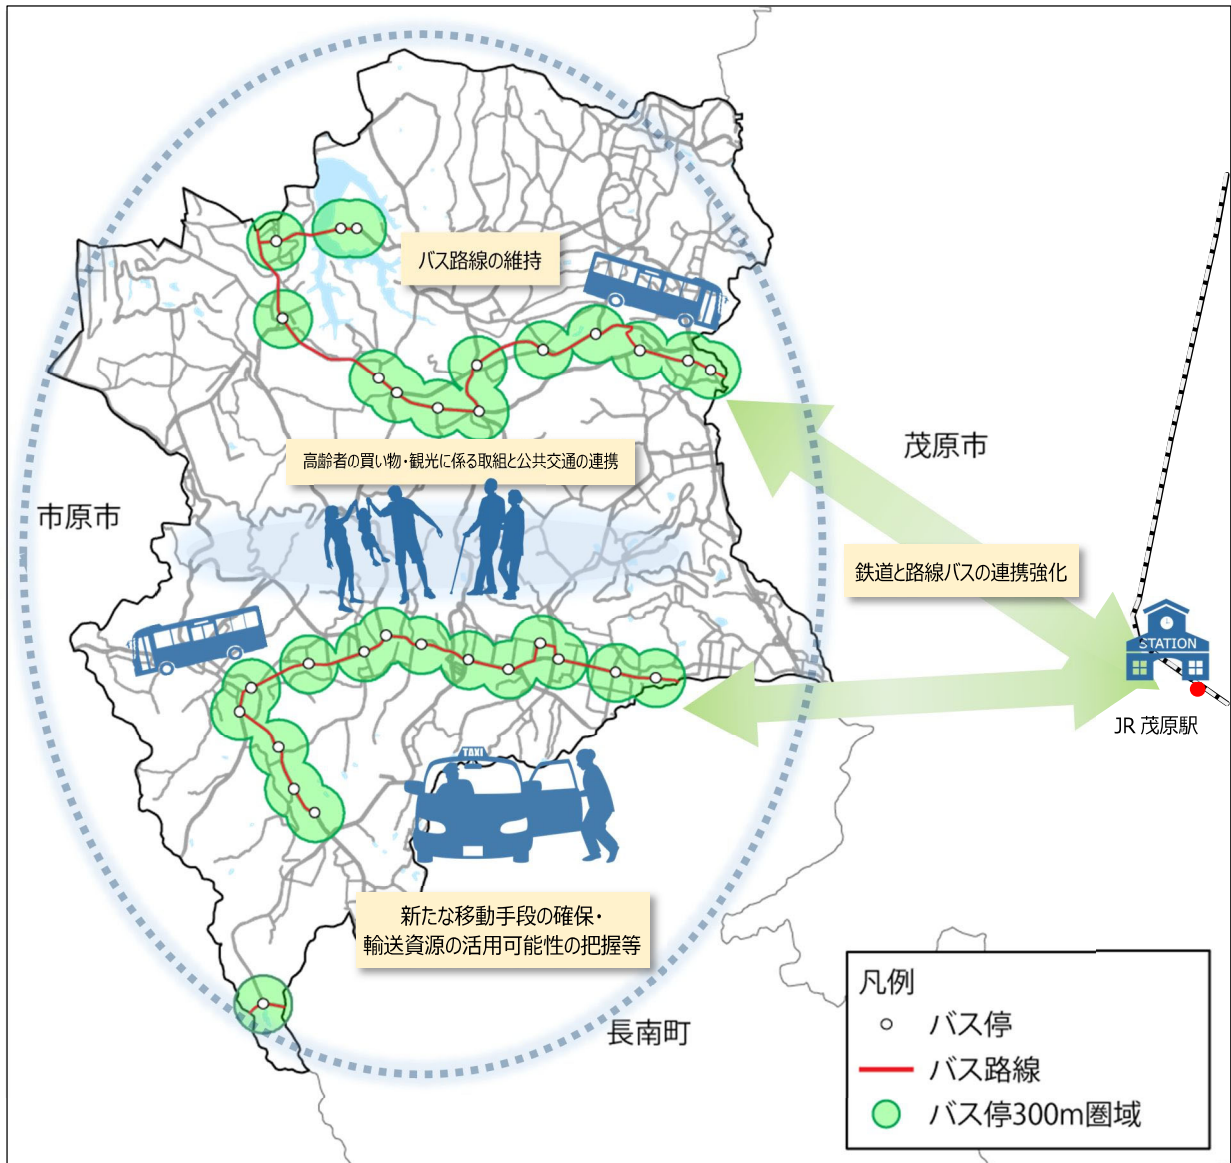 バス路線の維持
高齢者の買い物・観光に係る取組と公共交通の連携
茂原市
市原市
鉄道と路線バスの連携強化
STATION
JR 茂原駅
TAXI
新たな移動手段の確保・
輸送資源の活用可能性の把握等
長南町
凡例
バス停
バス路線
バス停300m圏域